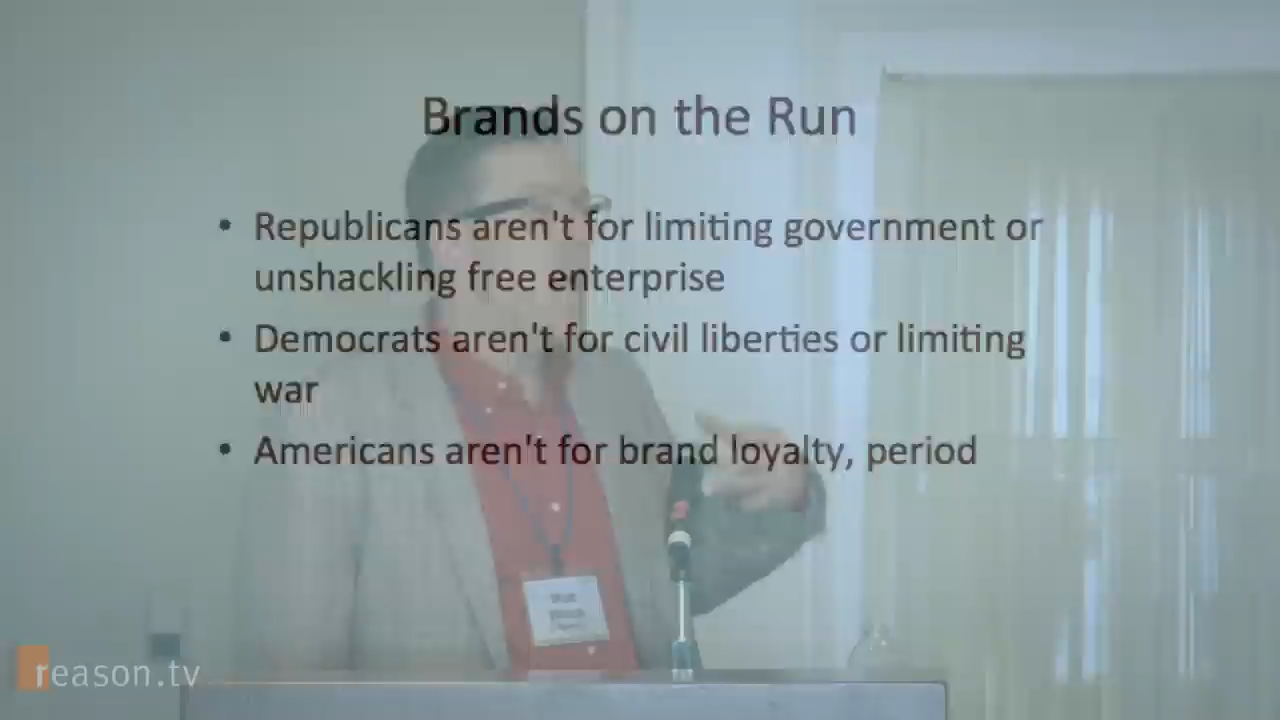 Brands on the Run
• Republicans aren't for limiting government or
unshackling free enterprise
• Democrats aren't for civil liberties or limiting
war
• Americans aren't for brand loyalty, period
reason.tv